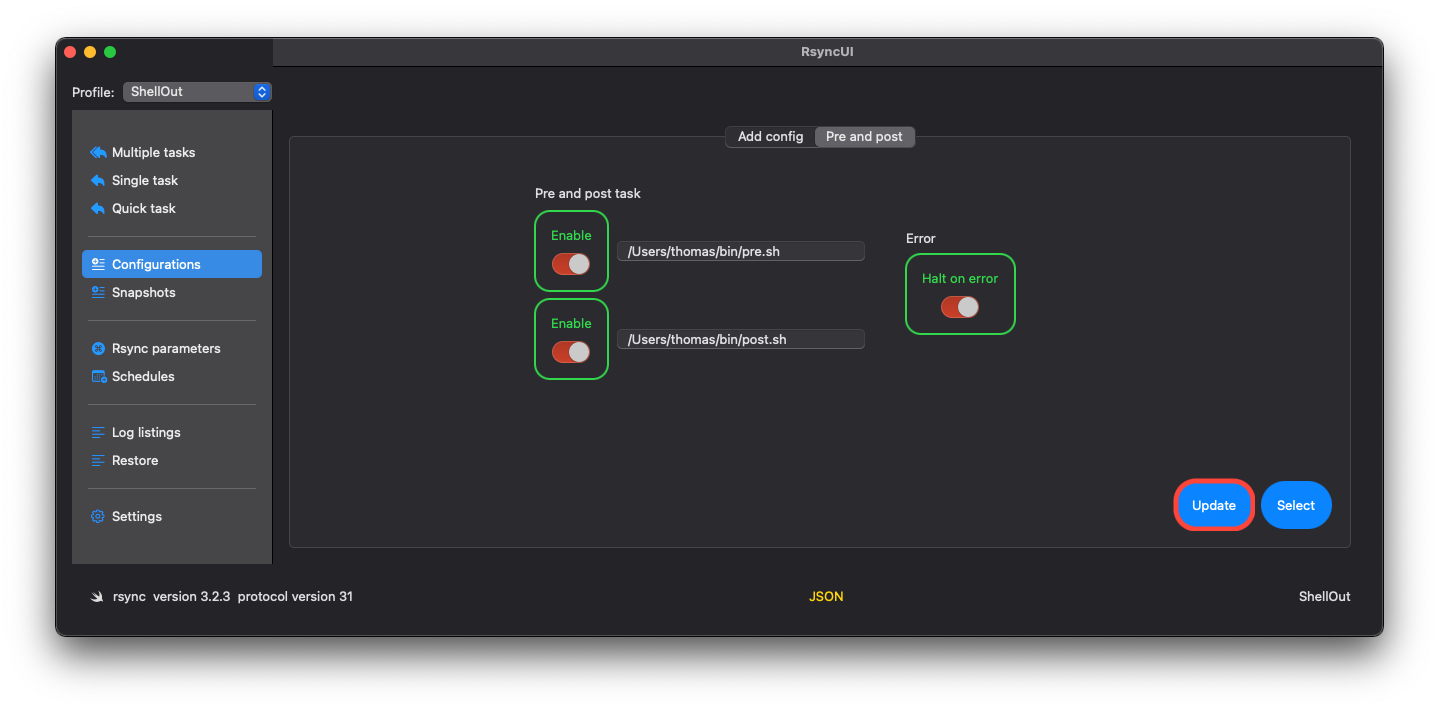 RsyncUI
Profile: ShellOut
Multiple tasks
Single task
Quick task
Configurations
Snapshots
Rsync parameters
Schedules
Log listings
Restore
Settings
Add config Pre and post
Pre and post task
Enable
/Users/thomas/bin/pre.sh
Enable
/Users/thomas/bin/post.sh
Error
Halt on error
Update Select
rsync version 3.2.3 protocol version 31 JSON ShellOut